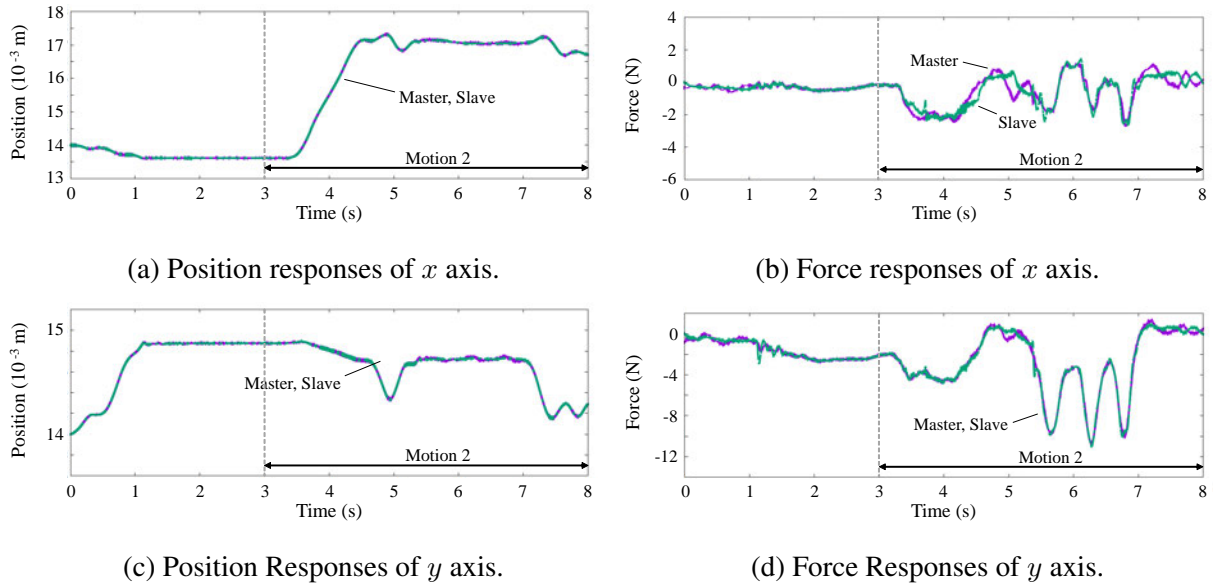 Position (10⁻³ m)
18
17
16
15
14
13
Master, Slave
Motion 2
0 1 2 3 4 5 6 7 8
Time (s)
(a) Position responses of x axis.
Force (N)
4
2
0
-2
-4
-6
Master
Slave
Motion 2
0 1 2 3 4 5 6 7 8
Time (s)
(b) Force responses of x axis.
Position (10⁻³ m)
15
14
Master, Slave
Motion 2
0 1 2 3 4 5 6 7 8
Time (s)
(c) Position Responses of y axis.
Force (N)
0
-4
-8
-12
Master, Slave
Motion 2
0 1 2 3 4 5 6 7 8
Time (s)
(d) Force Responses of y axis.